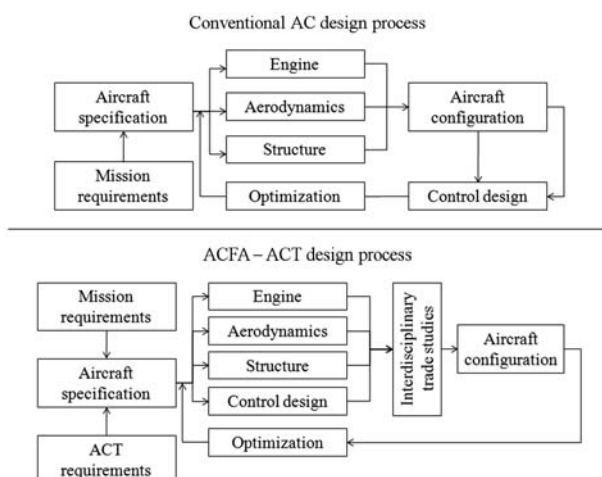 Conventional AC design process
Engine
Aircraft
specification
Aerodynamics
Aircraft
configuration
Structure
Mission
requirements
Optimization
Control design
ACFA – ACT design process
Mission
requirements
Engine
Aerodynamics
Aircraft
specification
Structure
Control design
Interdisciplinary
trade studies
Aircraft
configuration
Optimization
ACT
requirements